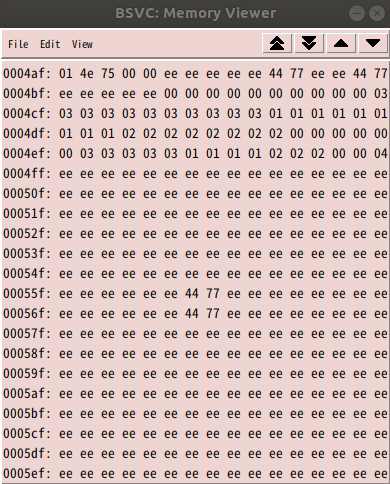 BSVC: Memory Viewer
File Edit View
0004af: 01 4e 75 00 00 ee ee ee ee ee 44 77 ee ee 44 77
0004bf: ee ee ee ee ee 00 00 00 00 00 00 00 00 00 00 03
0004cf: 03 03 03 03 03 03 03 03 03 03 01 01 01 01 01 01
0004df: 01 01 01 02 02 02 02 02 02 02 02 00 00 00 00 00
0004ef: 00 03 03 03 03 03 01 01 01 01 02 02 02 00 00 04
0004ff: ee ee ee ee ee ee ee ee ee ee ee ee ee ee ee ee
00050f: ee ee ee ee ee ee ee ee ee ee ee ee ee ee ee ee
00051f: ee ee ee ee ee ee ee ee ee ee ee ee ee ee ee ee
00052f: ee ee ee ee ee ee ee ee ee ee ee ee ee ee ee ee
00053f: ee ee ee ee ee ee ee ee ee ee ee ee ee ee ee ee
00054f: ee ee ee ee ee ee ee ee ee ee ee ee ee ee ee ee
00055f: ee ee ee ee ee ee 44 77 ee ee ee ee ee ee ee ee
00056f: ee ee ee ee ee ee 44 77 ee ee ee ee ee ee ee ee
00057f: ee ee ee ee ee ee ee ee ee ee ee ee ee ee ee ee
00058f: ee ee ee ee ee ee ee ee ee ee ee ee ee ee ee ee
00059f: ee ee ee ee ee ee ee ee ee ee ee ee ee ee ee ee
0005af: ee ee ee ee ee ee ee ee ee ee ee ee ee ee ee ee
0005bf: ee ee ee ee ee ee ee ee ee ee ee ee ee ee ee ee
0005cf: ee ee ee ee ee ee ee ee ee ee ee ee ee ee ee ee
0005df: ee ee ee ee ee ee ee ee ee ee ee ee ee ee ee ee
0005ef: ee ee ee ee ee ee ee ee ee ee ee ee ee ee ee ee